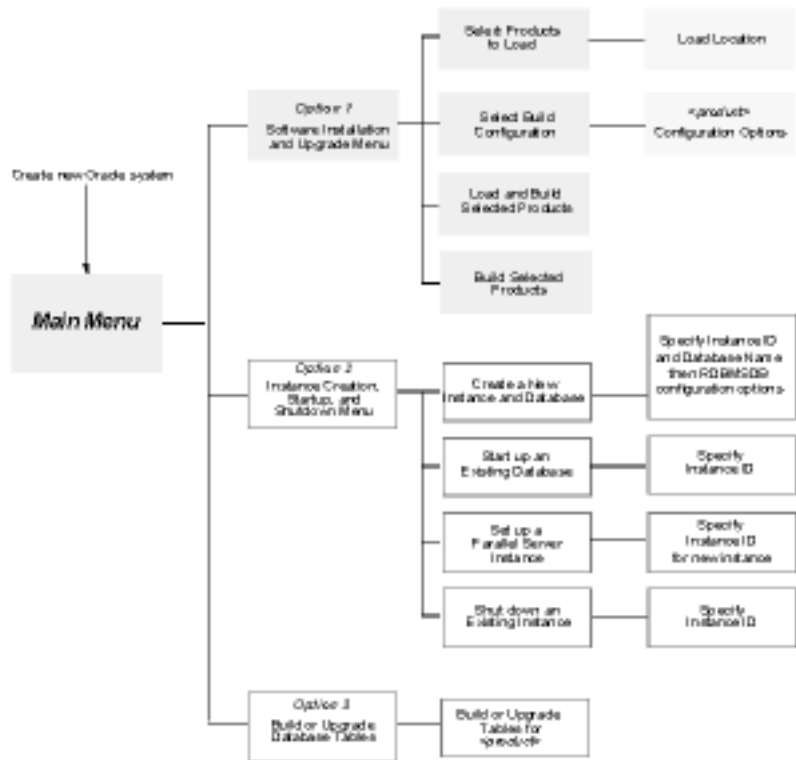 Create new Oracle system
Main Menu
Option 1
Software Installation
and Upgrade Menu
Select Products
to Load
Load Location
Select Build
Configuration
<product>
Configuration Options
Load and Build
Selected Products
Build Selected
Products
Option 2
Instance Creation,
Startup, and
Shutdown Menu
Create a New
Instance and Database
Specify Instance ID
and Database Name
then RDBMSDB
configuration options
Start up an
Existing Database
Specify
Instance ID
Set up a
Parallel Server
Instance
Specify
Instance ID
for new instance
Shut down an
Existing Instance
Specify
Instance ID
Option 3
Build or Upgrade
Database Tables
Build or Upgrade
Tables for
<product>